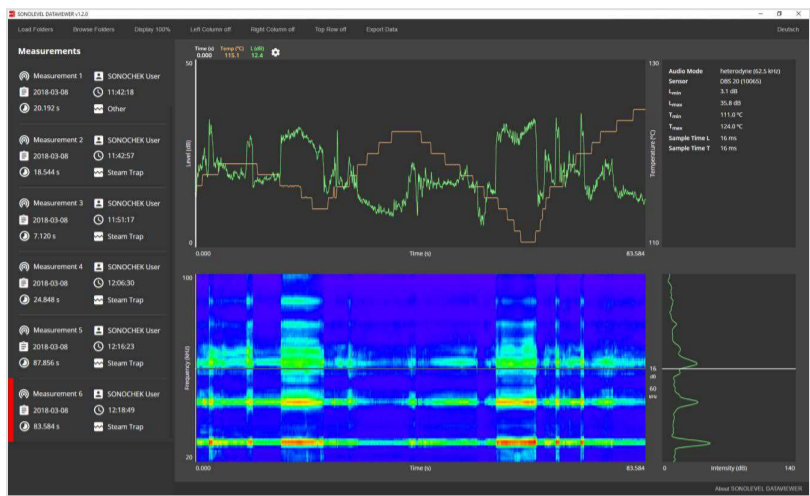 SONOLEVEL DATAVIEWER v1.2.0
Load Folders Browse Folders Display 100% Left Column off Right Column off Top Row off Export Data Deutsch
Measurements
Measurement 1 SONOCHEK User
2018-03-08 11:42:18
20.192 s Other
Measurement 2 SONOCHEK User
2018-03-08 11:42:57
18.544 s Steam Trap
Measurement 3 SONOCHEK User
2018-03-08 11:51:17
7.120 s Steam Trap
Measurement 4 SONOCHEK User
2018-03-08 12:06:30
24.848 s Steam Trap
Measurement 5 SONOCHEK User
2018-03-08 12:16:23
87.856 s Steam Trap
Measurement 6 SONOCHEK User
2018-03-08 12:18:49
83.584 s Steam Trap
Time (s) Temp (°C) L (dB)
0.000 115.1 12.4
50
Level (dB)
0
130
Temperature (°C)
110
0.000 Time (s) 83.584
Audio Mode heterodyne (62.5 kHz)
Sensor DBS 20 (10065)
Lmin 3.1 dB
Lmax 35.8 dB
Tmin 111.0 °C
Tmax 124.0 °C
Sample Time L 16 ms
Sample Time T 16 ms
100
Frequency (kHz)
20
0.000 Time (s) 83.584
16
dB
60
kHz
0 Intensity (dB) 140
About SONOLEVEL DATAVIEWER